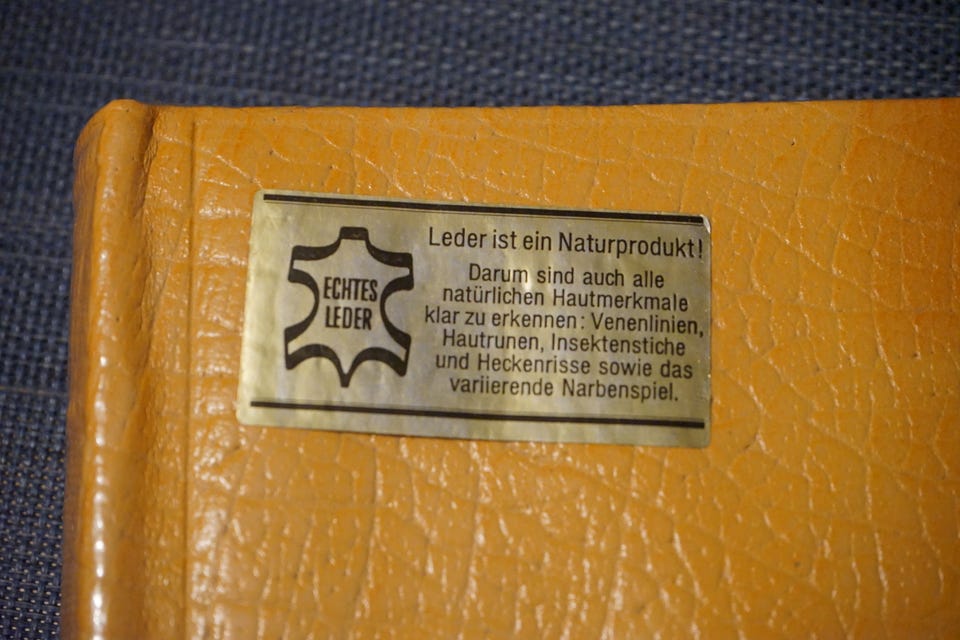 ECHTES
LEDER
Leder ist ein Naturprodukt!
Darum sind auch alle
natürlichen Hautmerkmale
klar zu erkennen: Venenlinien,
Hautrunen, Insektenstiche
und Heckenrisse sowie das
variierende Narbenspiel.